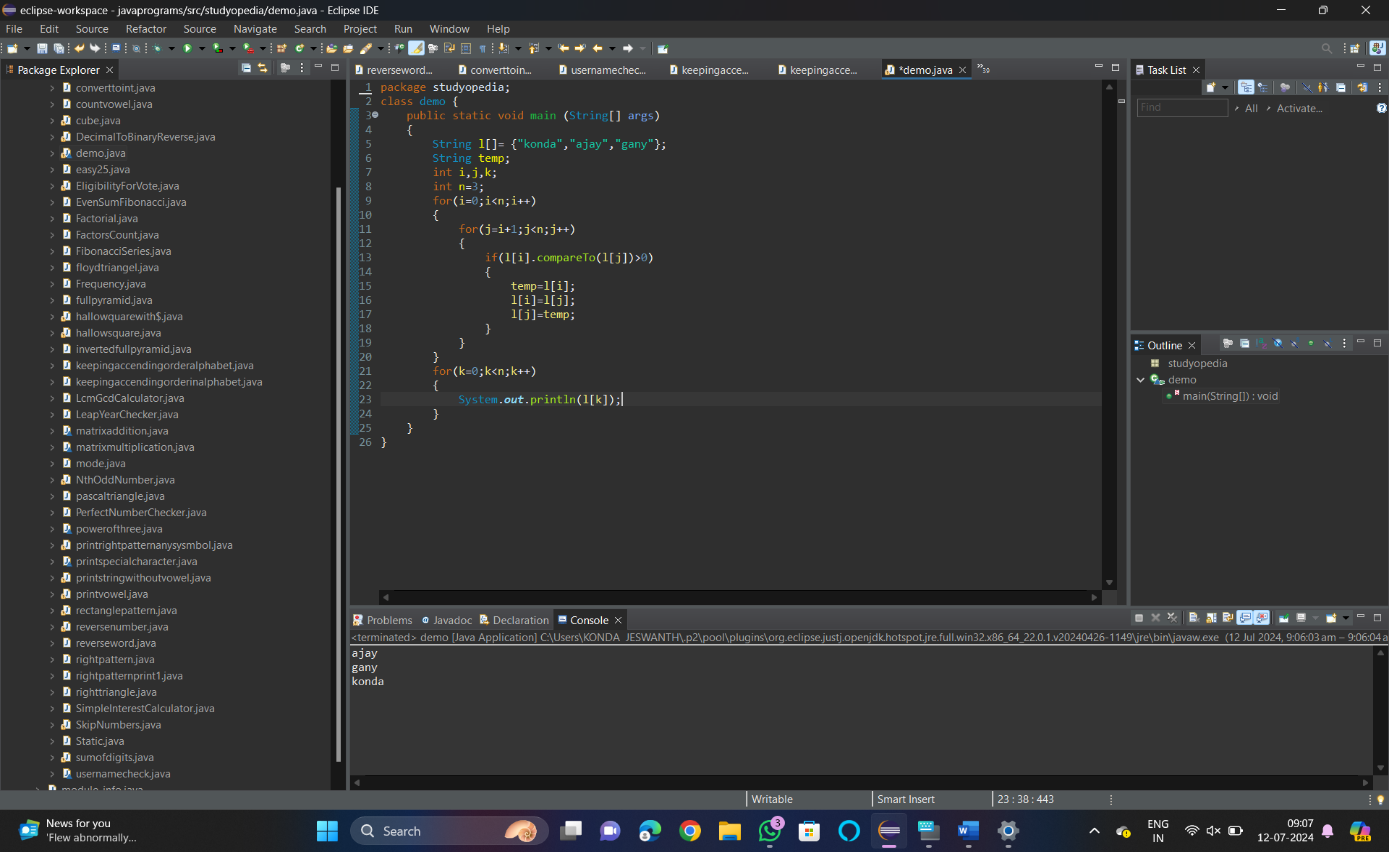 eclipse-workspace - javaprograms/src/studyopedia/demo.java - Eclipse IDE
File Edit Source Refactor Source Navigate Search Project Run Window Help
Package Explorer
converttoint.java
countvowel.java
cube.java
DecimalToBinaryReverse.java
demo.java
easy25.java
EligibilityForVote.java
EvenSumFibonacci.java
Factorial.java
FactorsCount.java
FibonacciSeries.java
floydtriangel.java
Frequency.java
fullpyramid.java
hallowquarewith$.java
hallowsquare.java
invertedfullpyramid.java
keepingaccendingorderalphabet.java
keepingaccendingorderinalphabet.java
LcmGcdCalculator.java
LeapYearChecker.java
matrixaddition.java
matrixmultiplication.java
mode.java
NthOddNumber.java
pascaltriangle.java
PerfectNumberChecker.java
powerofthree.java
printrightpatternanysysmbol.java
printspecialcharacter.java
printstringwithoutvowel.java
printvowel.java
rectanglepattern.java
reversenumber.java
reverseword.java
rightpattern.java
rightpatternprint1.java
righttriangle.java
SimpleInterestCalculator.java
SkipNumbers.java
Static.java
sumofdigits.java
usernamecheck.java
module-info.java
reverseword... converttoin... usernamechec... keepingacce... keepingacce... *demo.java »39
1 package studyopedia;
2 class demo {
3 public static void main (String[] args)
4 {
5 String l[]= {"konda","ajay","gany"};
6 String temp;
7 int i,j,k;
8 int n=3;
9 for(i=0;i<n;i++)
10 {
11 for(j=i+1;j<n;j++)
12 {
13 if(l[i].compareTo(l[j])>0)
14 {
15 temp=l[i];
16 l[i]=l[j];
17 l[j]=temp;
18 }
19 }
20 }
21 for(k=0;k<n;k++)
22 {
23 System.out.println(l[k]);
24 }
25 }
26 }
Task List
Find All Activate...
Outline
studyopedia
demo
main(String[]) : void
Problems Javadoc Declaration Console
<terminated> demo [Java Application] C:\Users\KONDA JESWANTH\.p2\pool\plugins\org.eclipse.justj.openjdk.hotspot.jre.full.win32.x86_64_22.0.1.v20240426-1149\jre\bin\javaw.exe (12 Jul 2024, 9:06:03 am – 9:06:04 a
ajay
gany
konda
Writable Smart Insert 23 : 38 : 443
News for you
'Flew abnormally...
Search
3
ENG
IN
09:07
12-07-2024
PRE